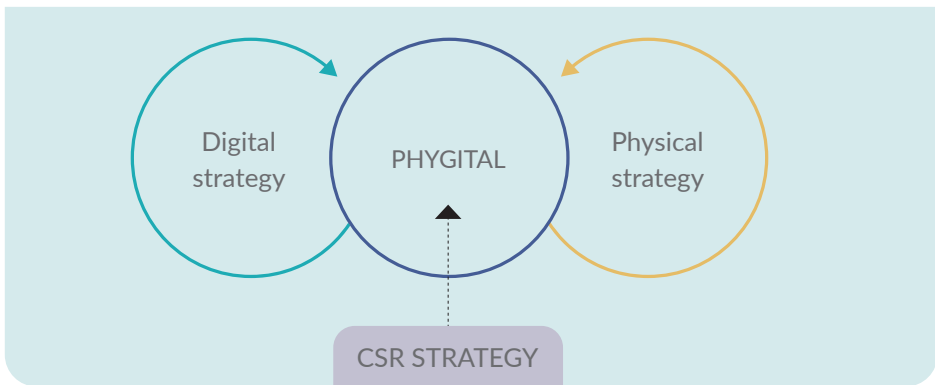 Digital
strategy
PHYGITAL
Physical
strategy
CSR STRATEGY